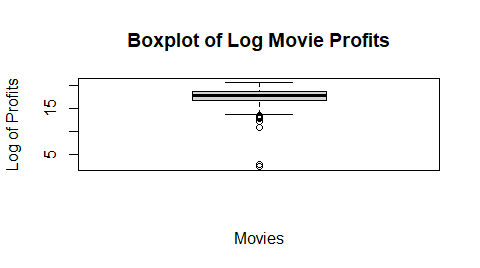 Boxplot of Log Movie Profits
Log of Profits
15
5
Movies